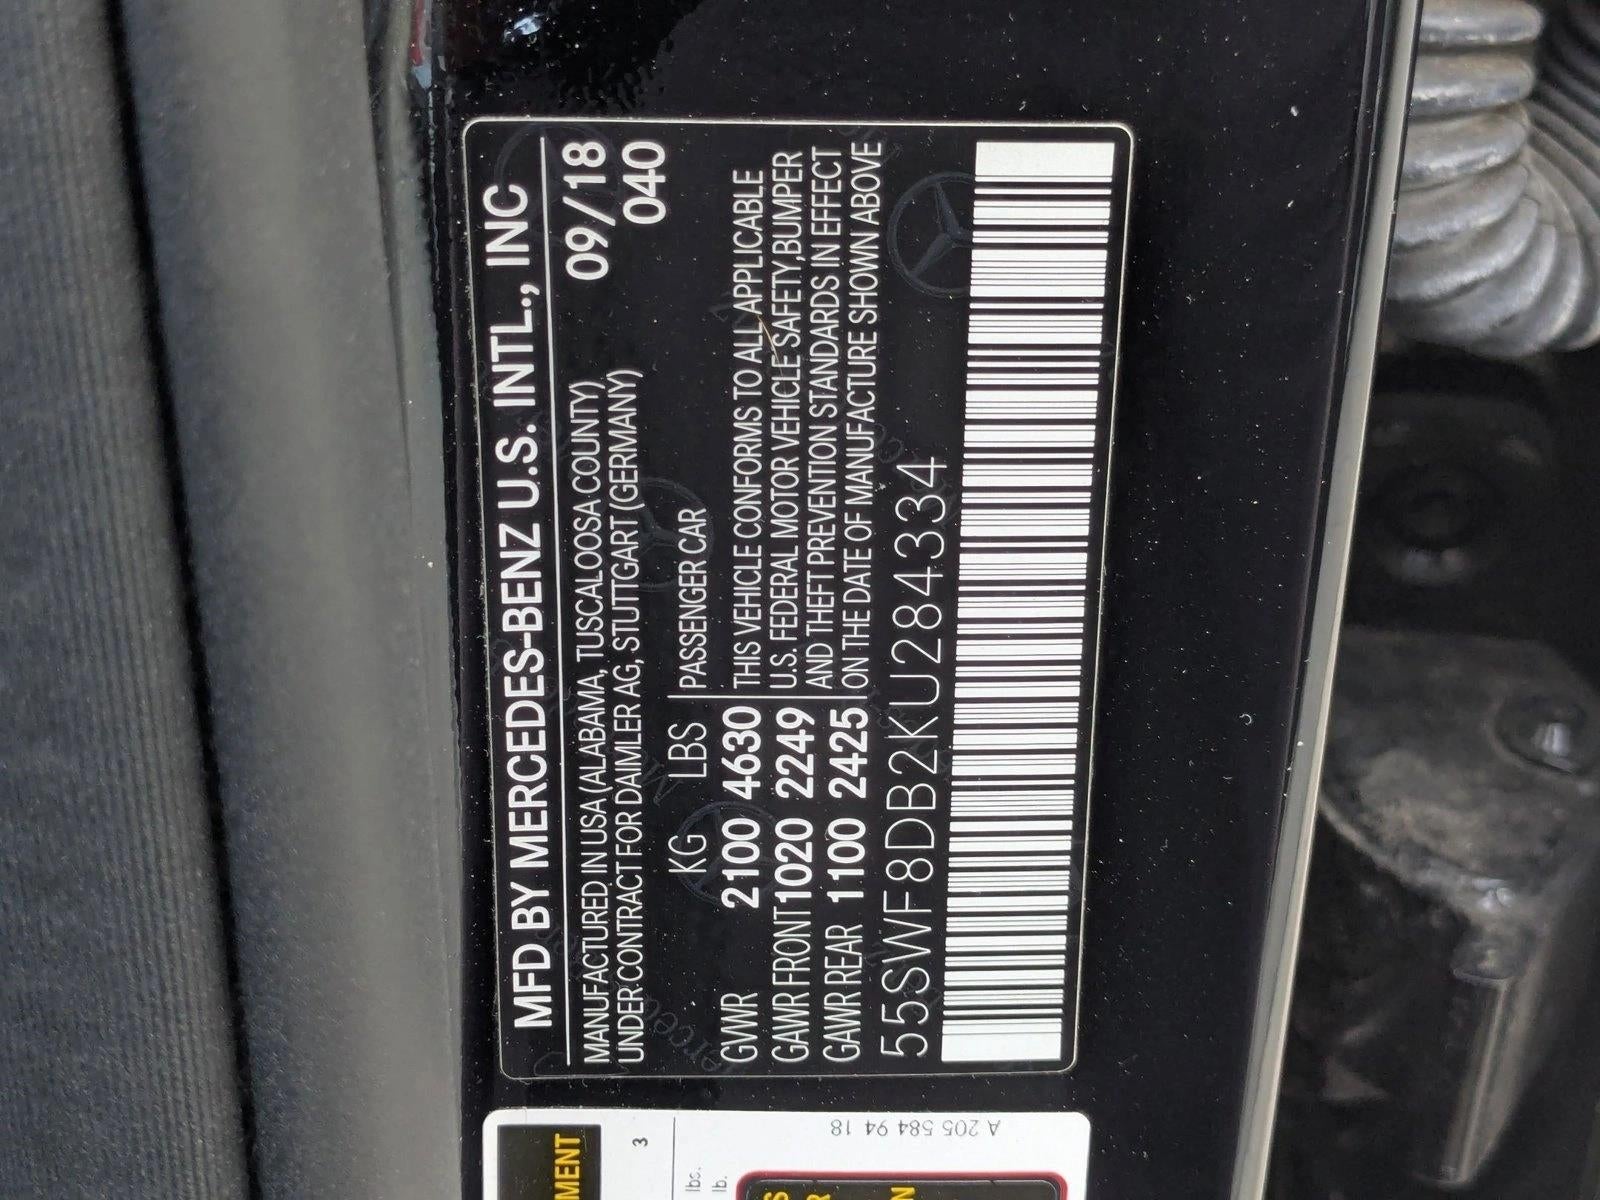 MFD BY MERCEDES-BENZ U.S. INTL., INC
MANUFACTURED IN USA (ALABAMA, TUSCALOOSA COUNTY) 09/18
UNDER CONTRACT FOR DAIMLER AG, STUTTGART (GERMANY) 040
KG LBS PASSENGER CAR
GVWR 2100 4630 THIS VEHICLE CONFORMS TO ALL APPLICABLE
GAWR FRONT 1020 2249 U.S. FEDERAL MOTOR VEHICLE SAFETY, BUMPER
GAWR REAR 1100 2425 AND THEFT PREVENTION STANDARDS IN EFFECT
ON THE DATE OF MANUFACTURE SHOWN ABOVE
55SWF8DB2KU284334
A 205 584 94 18
MENT
3
lbs.
lb.